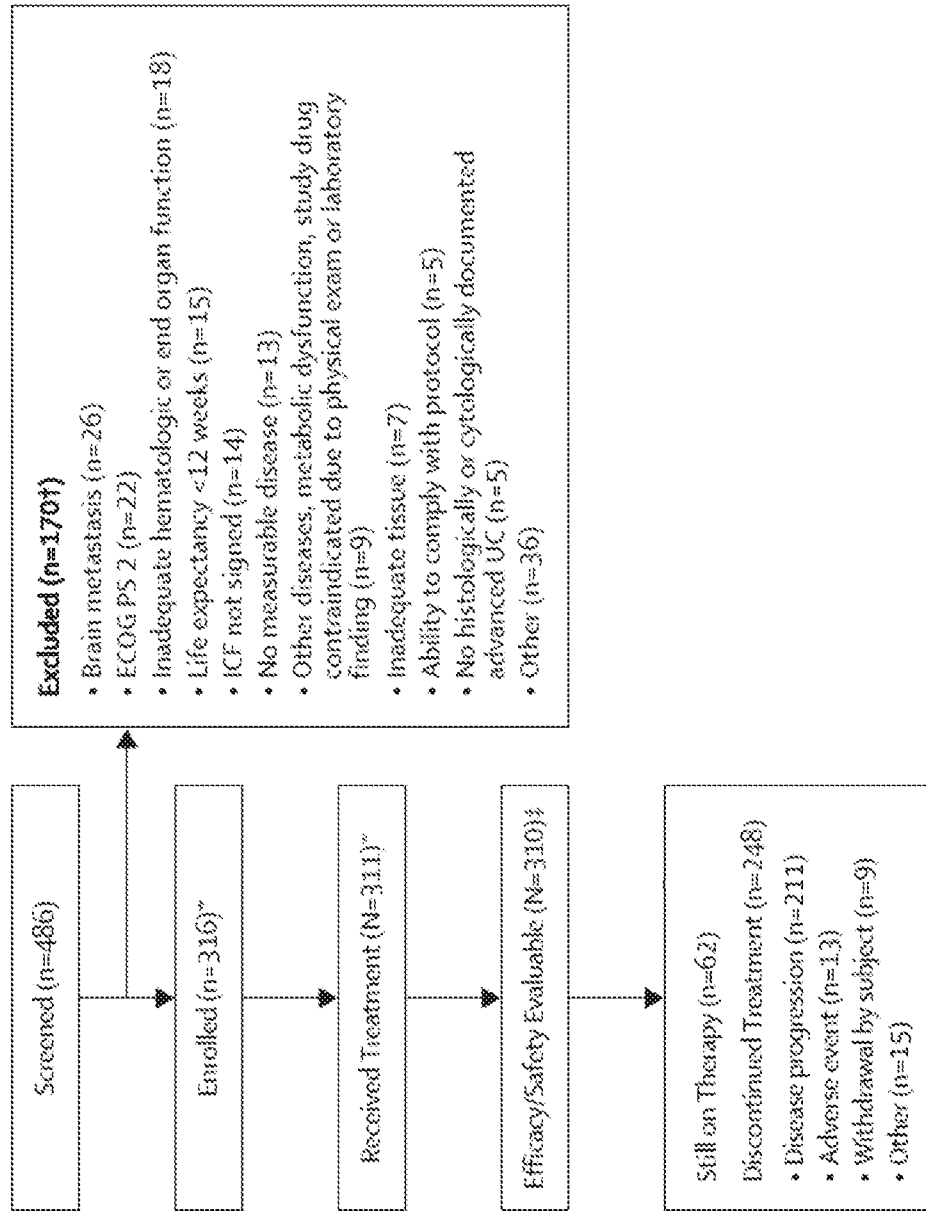 Screened (n=486)
Excluded (n=170†)
• Brain metastasis (n=26)
• ECOG PS 2 (n=22)
• Inadequate hematologic or end organ function (n=18)
• Life expectancy <12 weeks (n=15)
• ICF not signed (n=14)
• No measurable disease (n=13)
• Other diseases, metabolic dysfunction, study drug
contraindicated due to physical exam or laboratory
finding (n=9)
• Inadequate tissue (n=7)
• Ability to comply with protocol (n=5)
• No histologically or cytologically documented
advanced UC (n=5)
• Other (n=36)
Enrolled (n=316)*
Received Treatment (N=311)*
Efficacy/Safety Evaluable (N=310)‡
Still on Therapy (n=62)
Discontinued Treatment (n=248)
• Disease progression (n=211)
• Adverse event (n=13)
• Withdrawal by subject (n=9)
• Other (n=15)